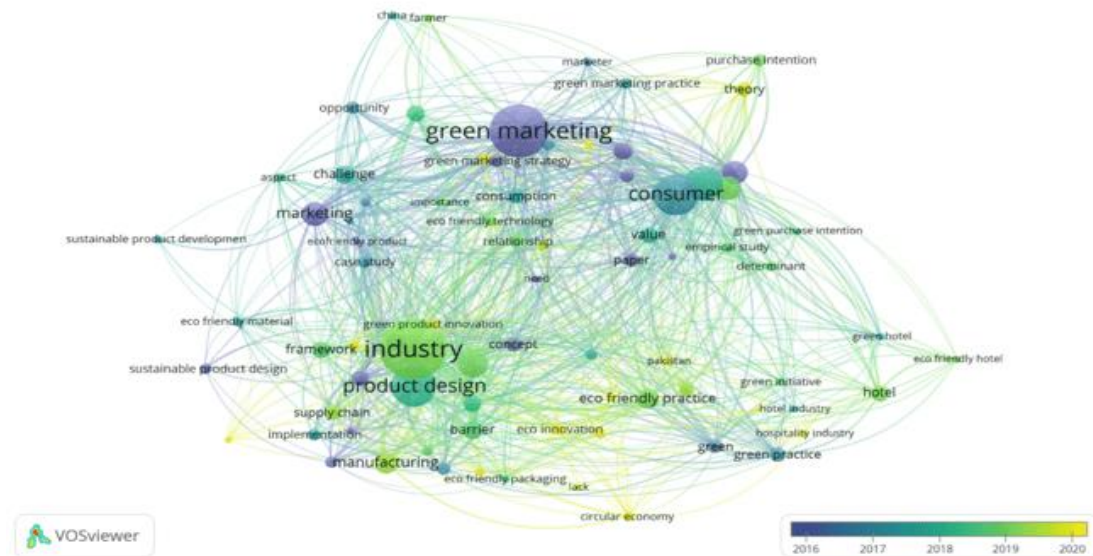 china
farmer
marketer
purchase intention
green marketing practice
theory
opportunity
green marketing
green marketing strategy
challenge
aspect
consumption
consumer
importance
marketing
eco friendly technology
green purchase intention
sustainable product developmen
ecofriendly product
relationship
value
empirical study
case study
paper
determinant
need
eco friendly material
green product innovation
green hotel
framework
industry
concept
pakistan
eco friendly hotel
sustainable product design
product design
green initiative
eco friendly practice
hotel
supply chain
hotel industry
implementation
barrier
eco innovation
hospitality industry
green
green practice
manufacturing
eco friendly packaging
lack
circular economy
VOSviewer
2016 2017 2018 2019 2020